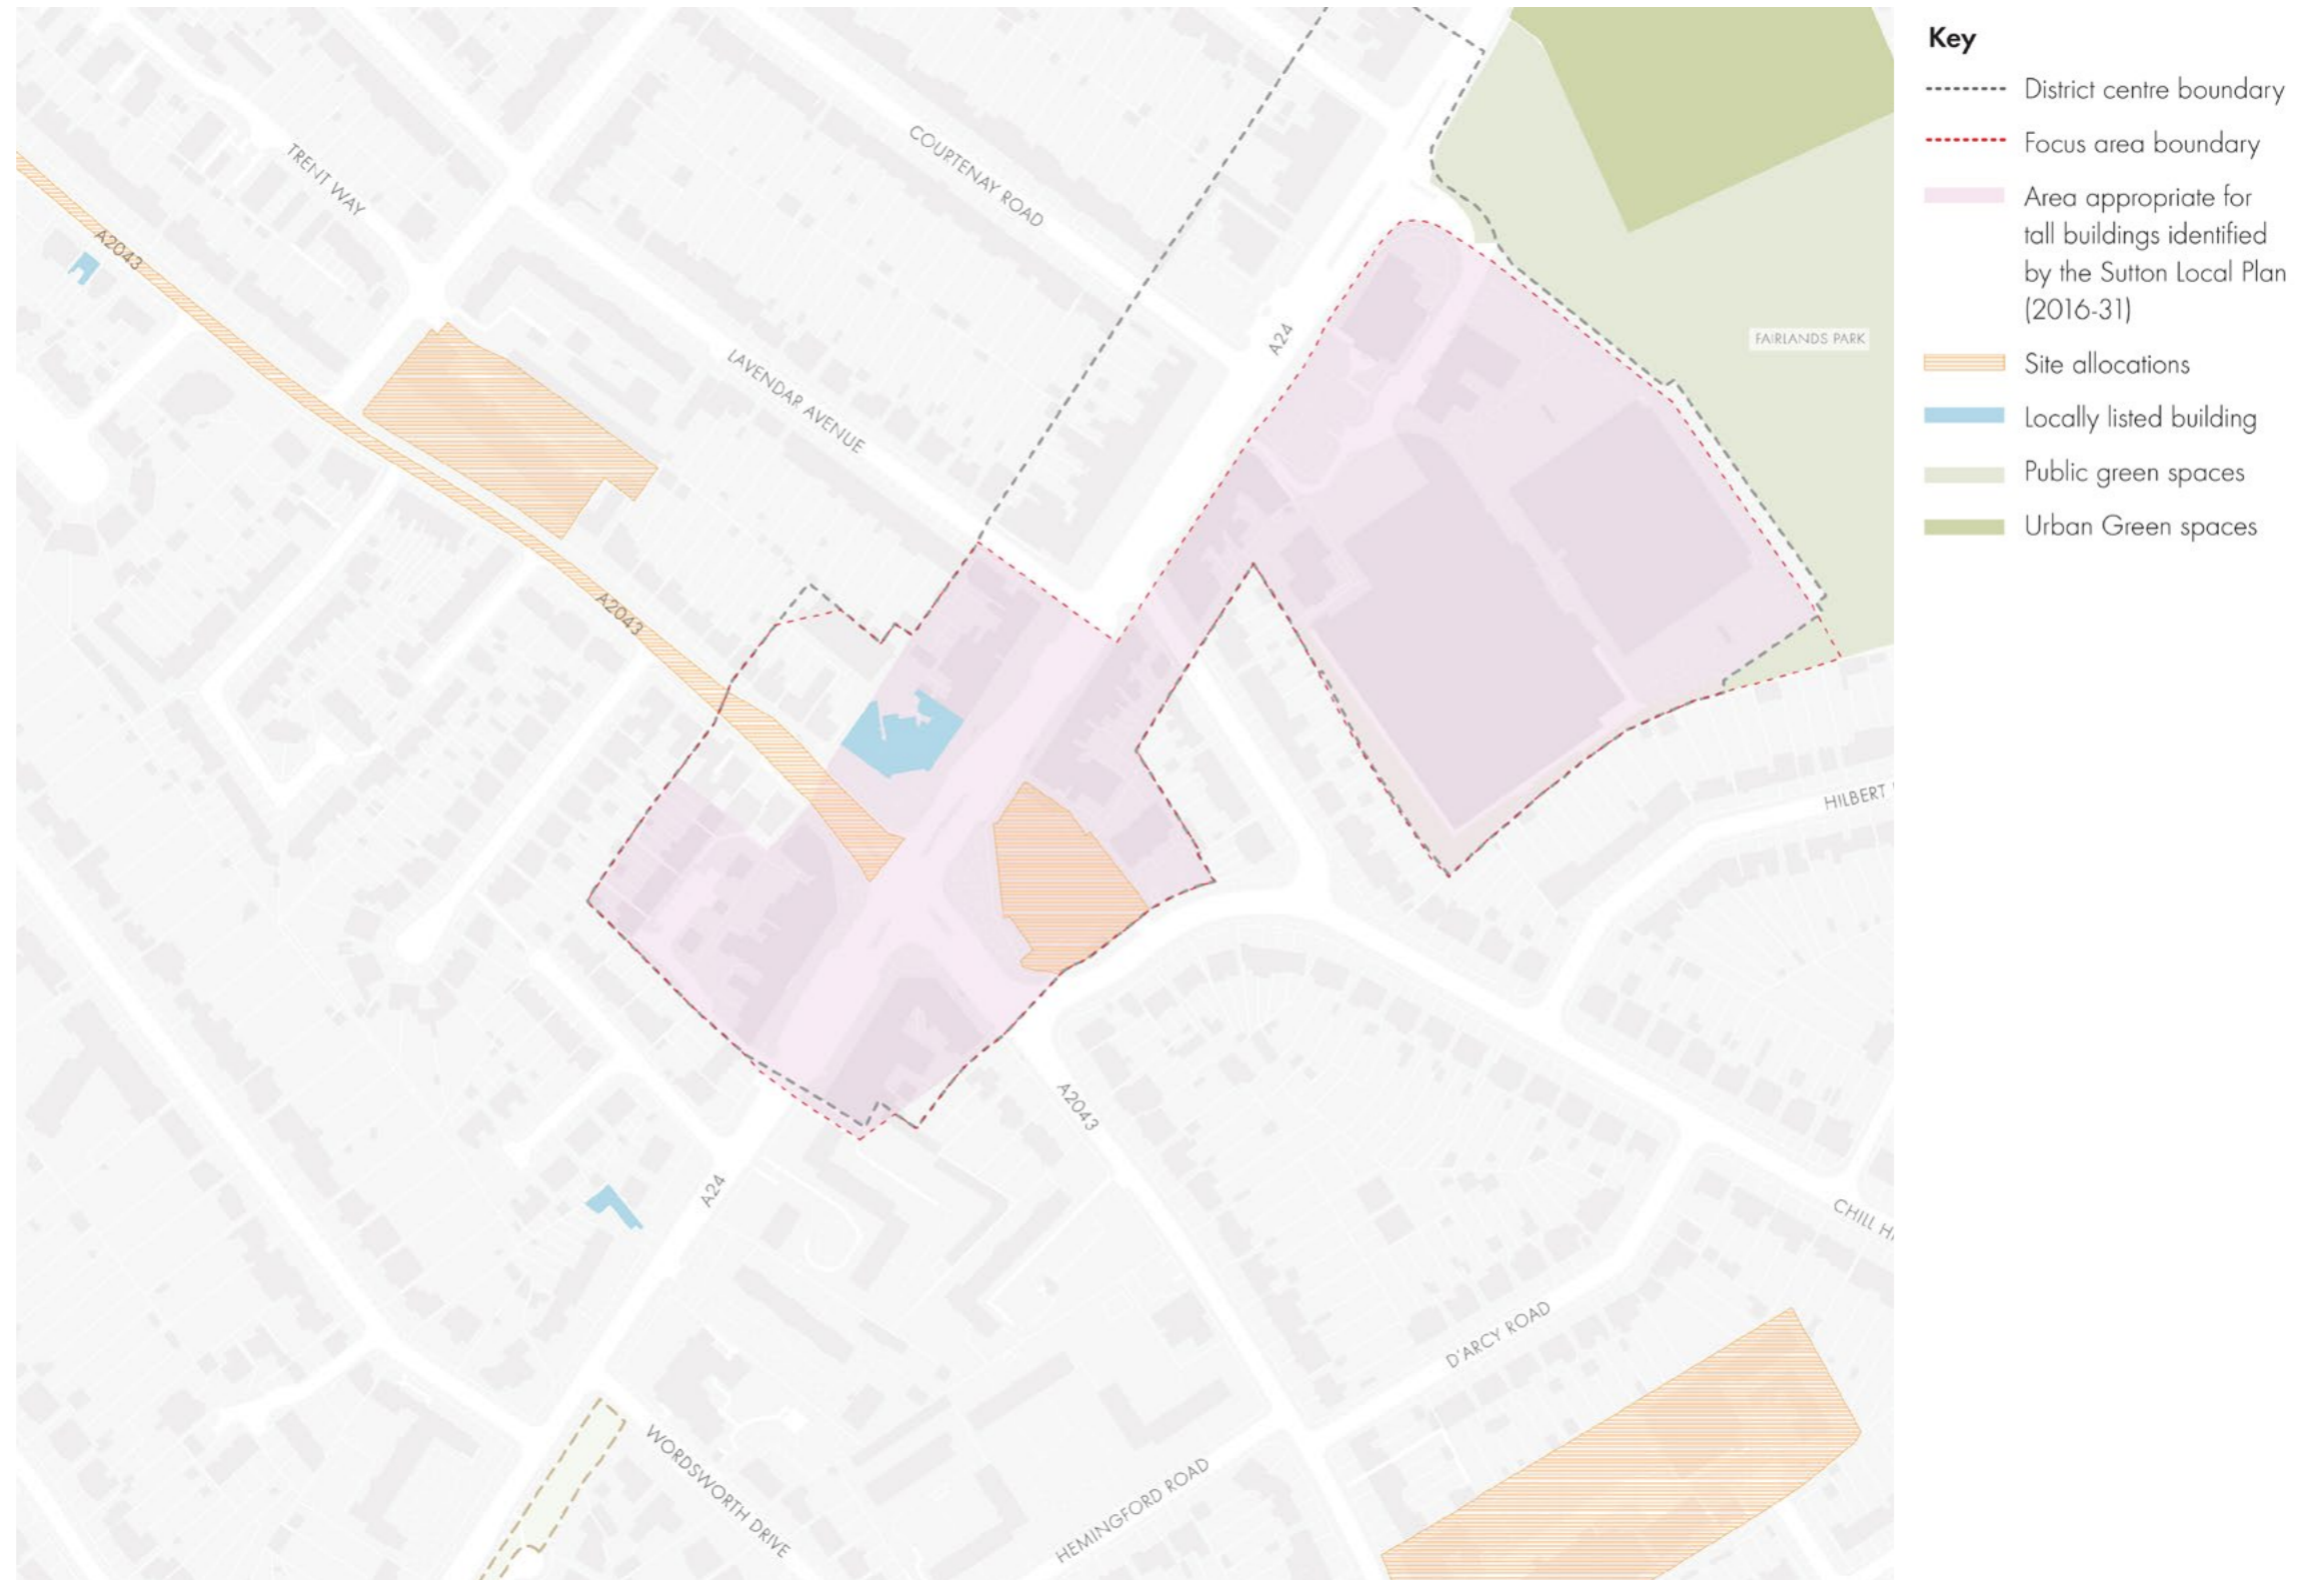 TRENT WAY
COURTENAY ROAD
A2043
A24
LAVENDAR AVENUE
FAIRLANDS PARK
A2043
HILBERT
A2043
A24
CHILL H
D'ARCY ROAD
WORDSWORTH DRIVE
HEMINGFORD ROAD
Key
District centre boundary
Focus area boundary
Area appropriate for
tall buildings identified
by the Sutton Local Plan
(2016-31)
Site allocations
Locally listed building
Public green spaces
Urban Green spaces